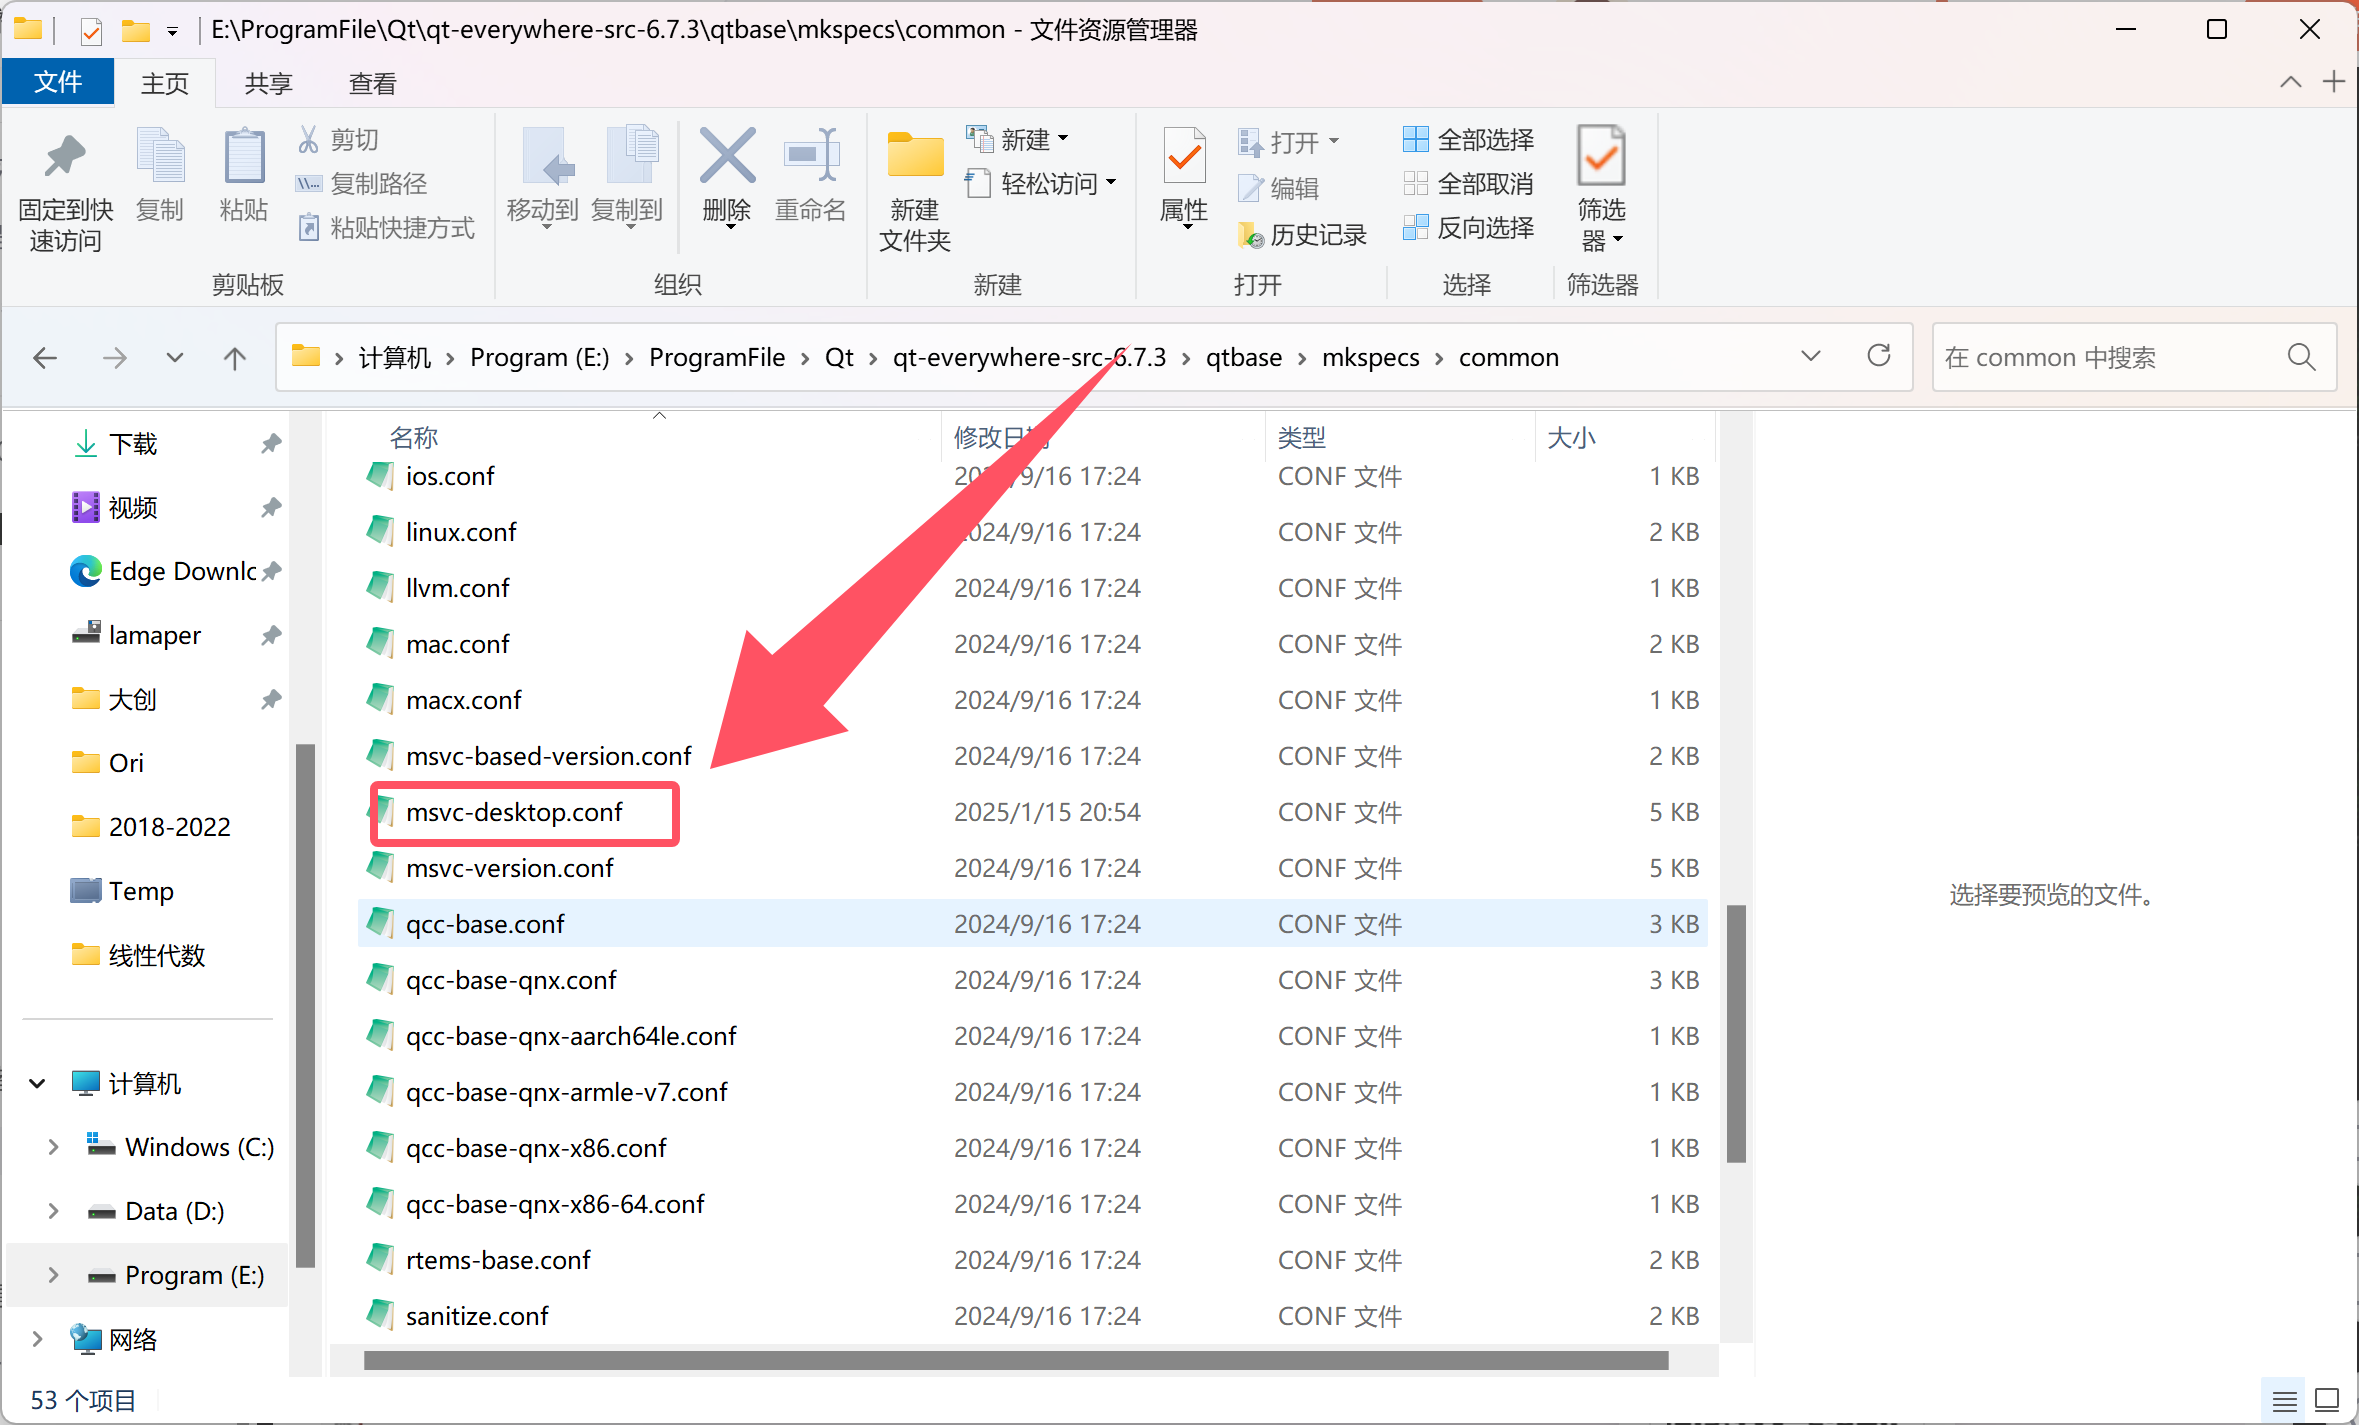 E:\ProgramFile\Qt\qt-everywhere-src-6.7.3\qtbase\mkspecs\common - 文件资源管理器
文件 主页 共享 查看
固定到快速访问
复制
粘贴
剪切
复制路径
粘贴快捷方式
剪贴板
移动到
复制到
删除
重命名
组织
新建文件夹
新建
轻松访问
新建
属性
打开
编辑
历史记录
打开
全部选择
全部取消
反向选择
选择
筛选器
筛选器
计算机 Program (E:) ProgramFile Qt qt-everywhere-src-6.7.3 qtbase mkspecs common
在 common 中搜索
下载
视频
Edge Downlc
lamaper
大创
Ori
2018-2022
Temp
线性代数
计算机
Windows (C:)
Data (D:)
Program (E:)
网络
名称 修改日期 类型 大小
ios.conf 2024/9/16 17:24 CONF 文件 1 KB
linux.conf 2024/9/16 17:24 CONF 文件 2 KB
llvm.conf 2024/9/16 17:24 CONF 文件 1 KB
mac.conf 2024/9/16 17:24 CONF 文件 2 KB
macx.conf 2024/9/16 17:24 CONF 文件 1 KB
msvc-based-version.conf 2024/9/16 17:24 CONF 文件 2 KB
msvc-desktop.conf 2025/1/15 20:54 CONF 文件 5 KB
msvc-version.conf 2024/9/16 17:24 CONF 文件 5 KB
qcc-base.conf 2024/9/16 17:24 CONF 文件 3 KB
qcc-base-qnx.conf 2024/9/16 17:24 CONF 文件 3 KB
qcc-base-qnx-aarch64le.conf 2024/9/16 17:24 CONF 文件 1 KB
qcc-base-qnx-armle-v7.conf 2024/9/16 17:24 CONF 文件 1 KB
qcc-base-qnx-x86.conf 2024/9/16 17:24 CONF 文件 1 KB
qcc-base-qnx-x86-64.conf 2024/9/16 17:24 CONF 文件 1 KB
rtems-base.conf 2024/9/16 17:24 CONF 文件 2 KB
sanitize.conf 2024/9/16 17:24 CONF 文件 2 KB
选择要预览的文件。
53 个项目